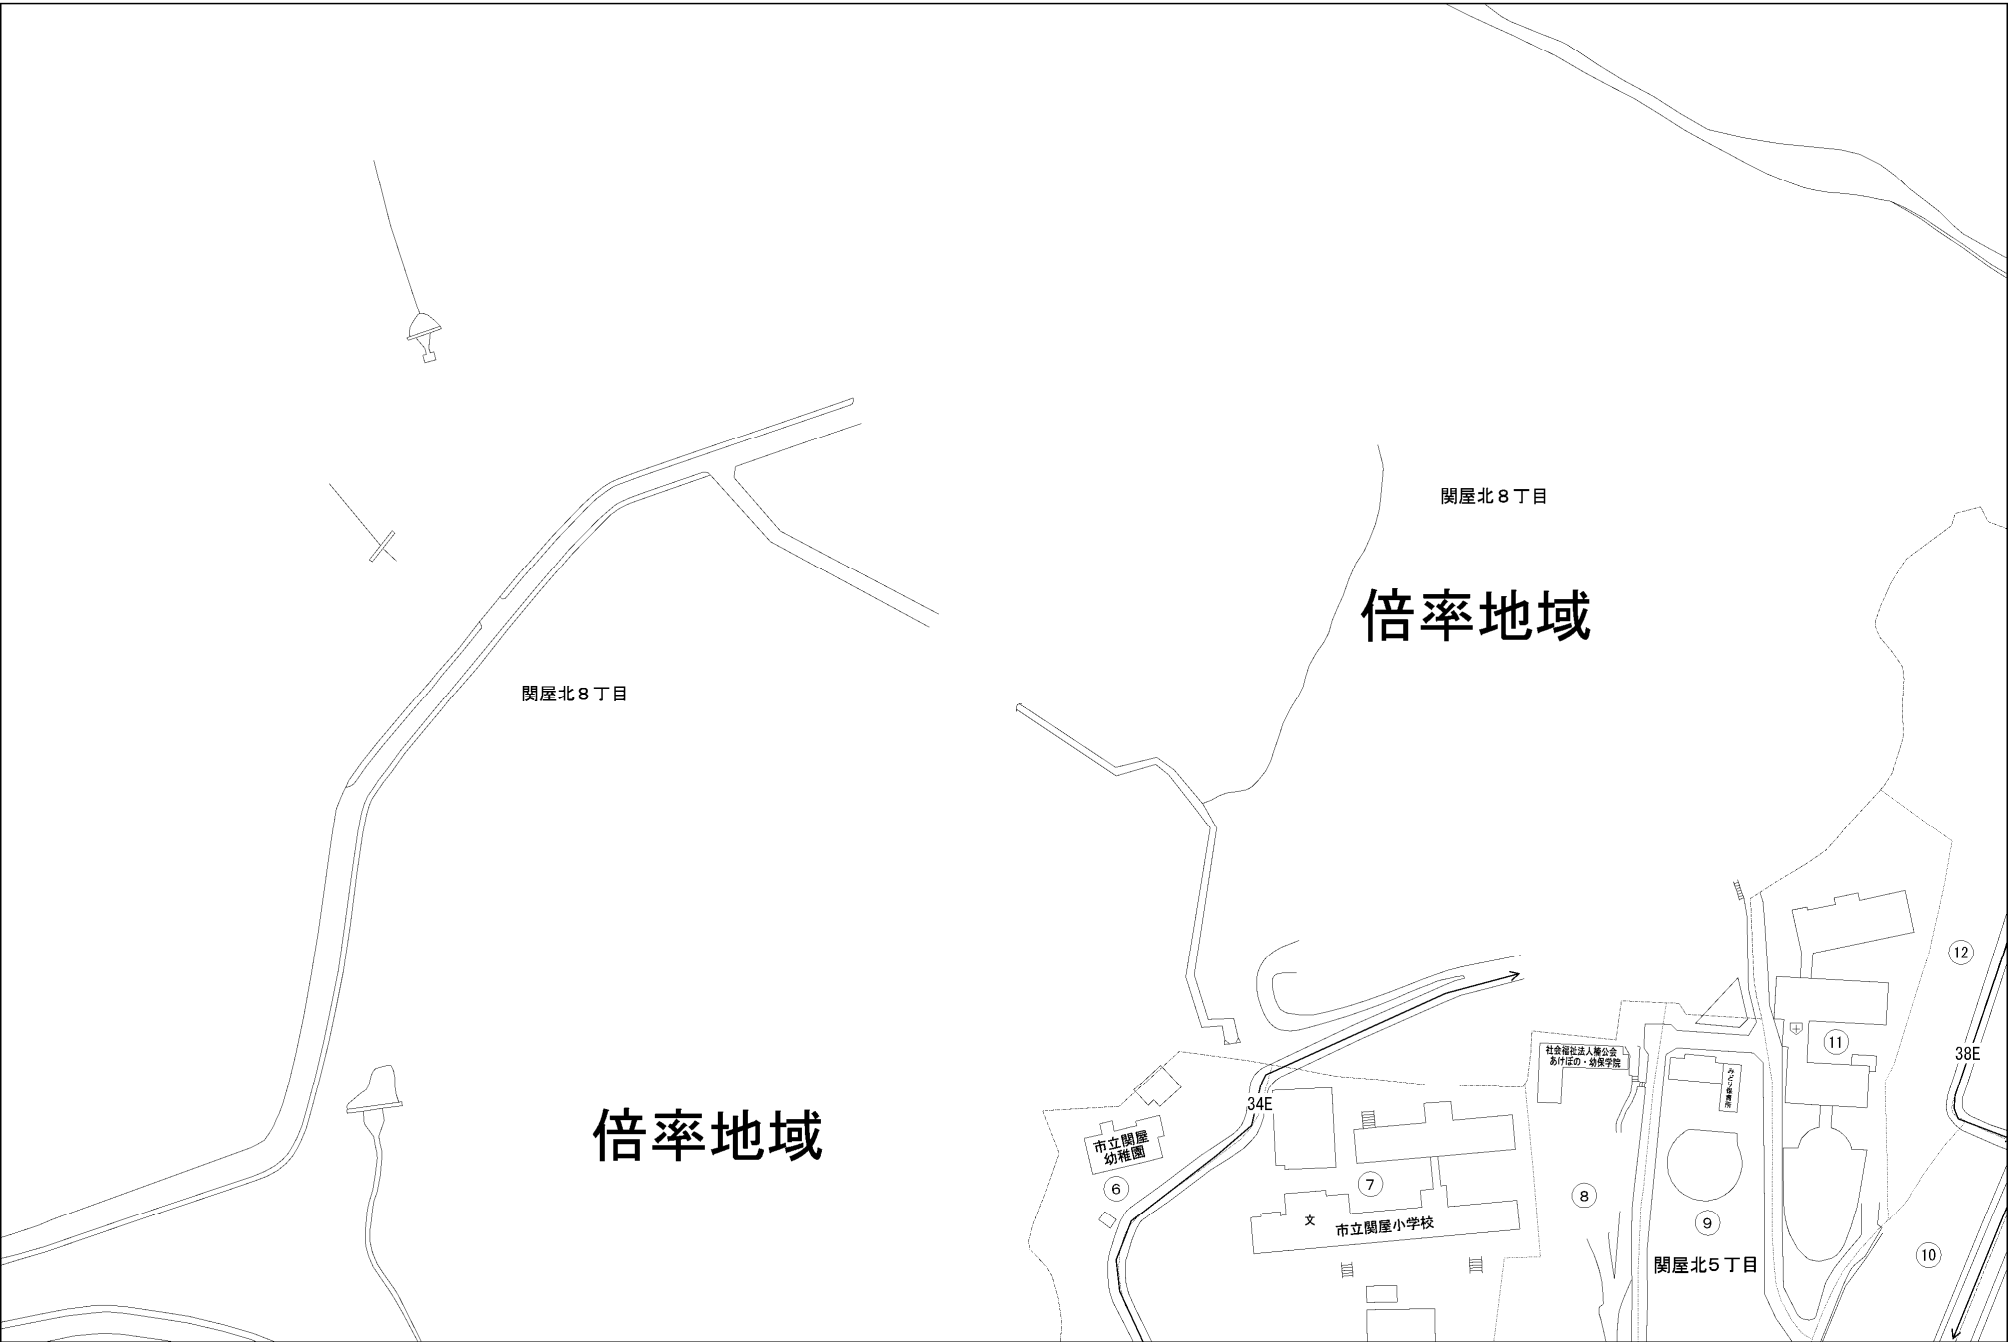 関屋北８丁目
倍率地域
関屋北８丁目
⑫
⑪
38E
社会福祉法人
あけぼの・幼保学院
みどり保育所
34E
倍率地域
市立関屋
幼稚園
⑥
⑦
⑧
文
市立関屋小学校
⑨
⑩
関屋北５丁目